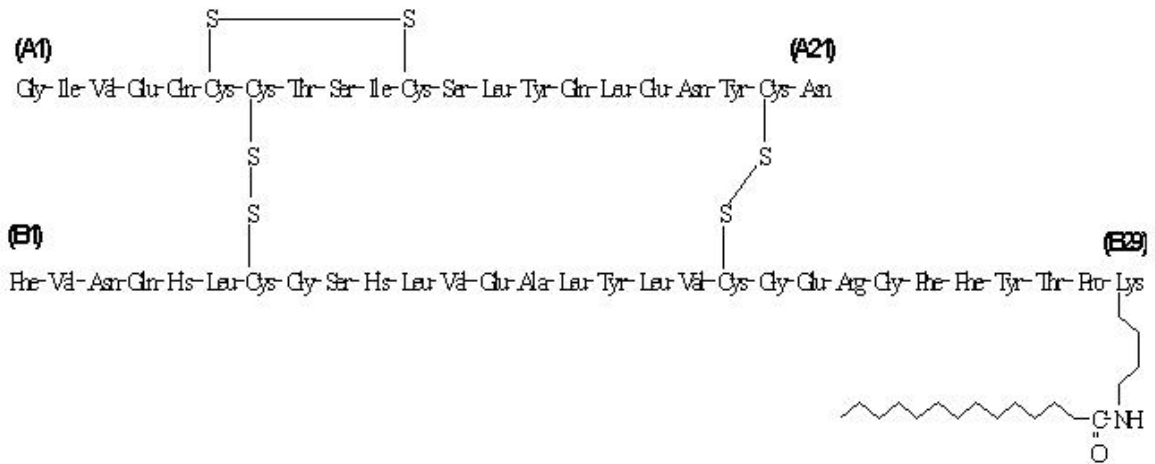 S S
(A1) (A21)
Gly-Ile-Val-Glu-Gln-Cys-Cys-Thr-Ser-Ile-Cys-Ser-Leu-Tyr-Gln-Leu-Glu-Asn-Tyr-Cys-Asn
S S
S S
(B1) (B29)
Phe-Val-Asn-Gln-His-Leu-Cys-Gly-Ser-His-Leu-Val-Glu-Ala-Leu-Tyr-Leu-Val-Cys-Gly-Glu-Arg-Gly-Phe-Phe-Tyr-Thr-Pro-Lys
C-NH
O